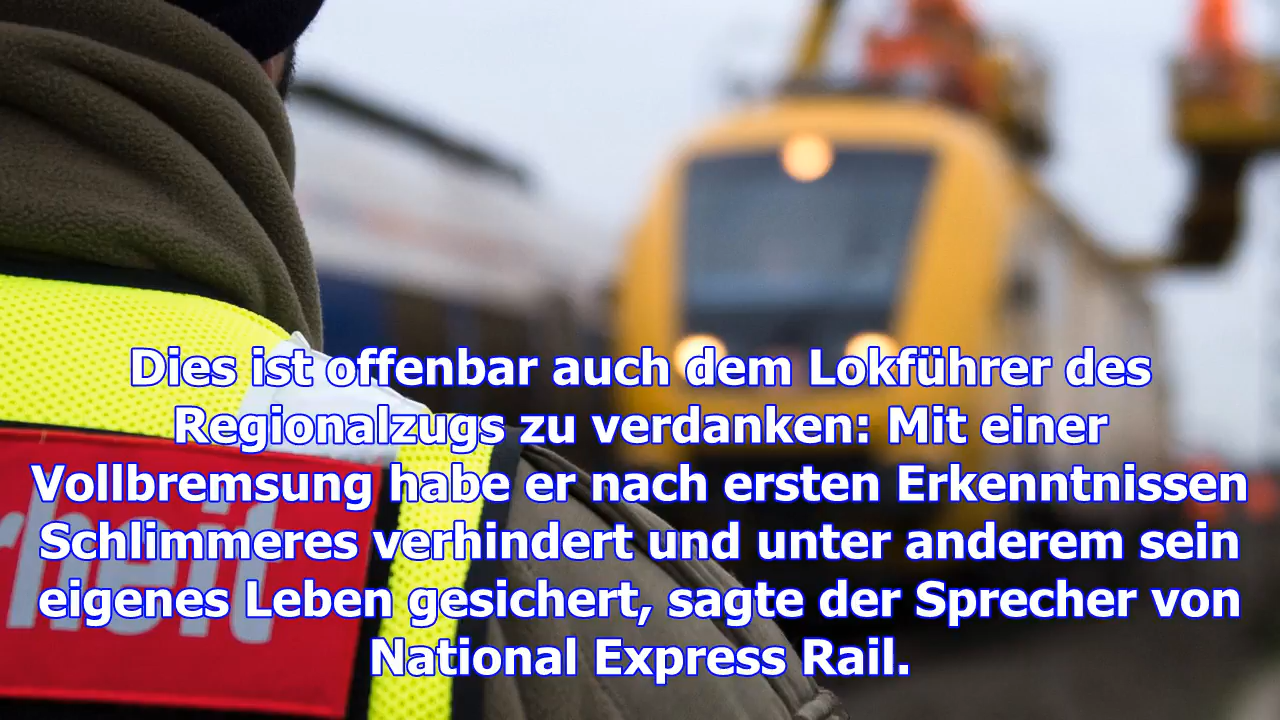 Dies ist offenbar auch dem Lokführer des
Regionalzugs zu verdanken: Mit einer
Vollbremsung habe er nach ersten Erkenntnissen
Schlimmeres verhindert und unter anderem sein
eigenes Leben gesichert, sagte der Sprecher von
National Express Rail.
rheit